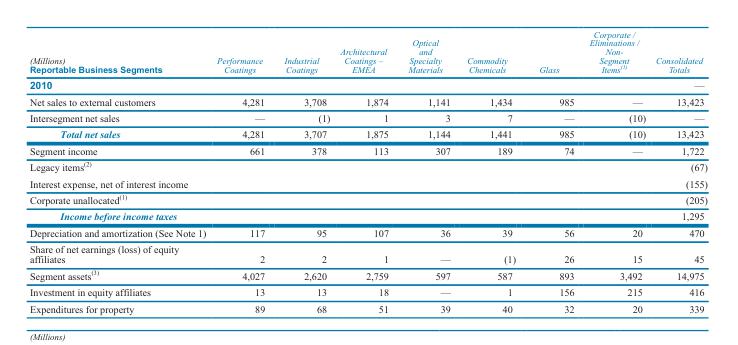 (Millions)
Reportable Business Segments
Performance Coatings
Industrial Coatings
Architectural Coatings – EMEA
Optical and Specialty Materials
Commodity Chemicals
Glass
Corporate / Eliminations / Non-Segment Items(1)
Consolidated Totals
2010 —
Net sales to external customers 4,281 3,708 1,874 1,141 1,434 985 — 13,423
Intersegment net sales — (1) 1 3 7 (10) —
Total net sales 4,281 3,707 1,875 1,144 1,441 985 (10) 13,423
Segment income 661 378 113 307 189 74 — 1,722
Legacy items(2) (67)
Interest expense, net of interest income (155)
Corporate unallocated(1) (205)
Income before income taxes 1,295
Depreciation and amortization (See Note 1) 117 95 107 36 39 56 20 470
Share of net earnings (loss) of equity
affiliates 2 2 1 — (1) 26 15 45
Segment assets(3) 4,027 2,620 2,759 597 587 893 3,492 14,975
Investment in equity affiliates 13 13 18 — 1 156 215 416
Expenditures for property 89 68 51 39 40 32 20 339
(Millions)